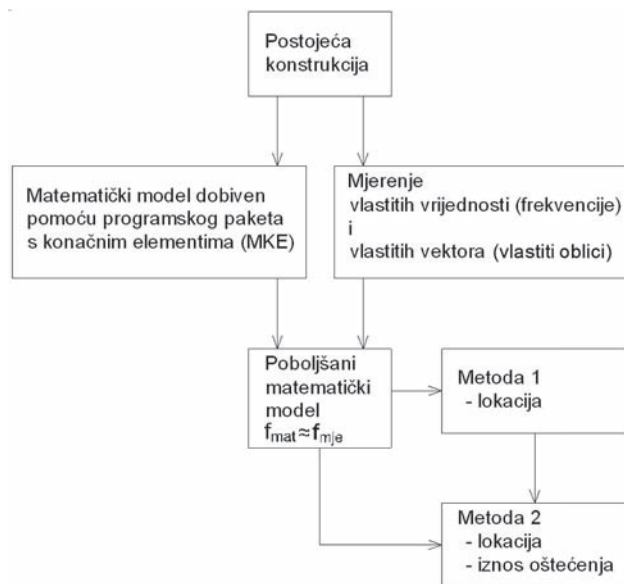 Postojeća
konstrukcija
Matematički model dobiven
pomoću programskog paketa
s konačnim elementima (MKE)
Mjerenje
vlastitih vrijednosti (frekvencije)
i
vlastitih vektora (vlastiti oblici)
Poboljšani
matematički
model
fmat≈fmje
Metoda 1
- lokacija
Metoda 2
- lokacija
- iznos oštećenja